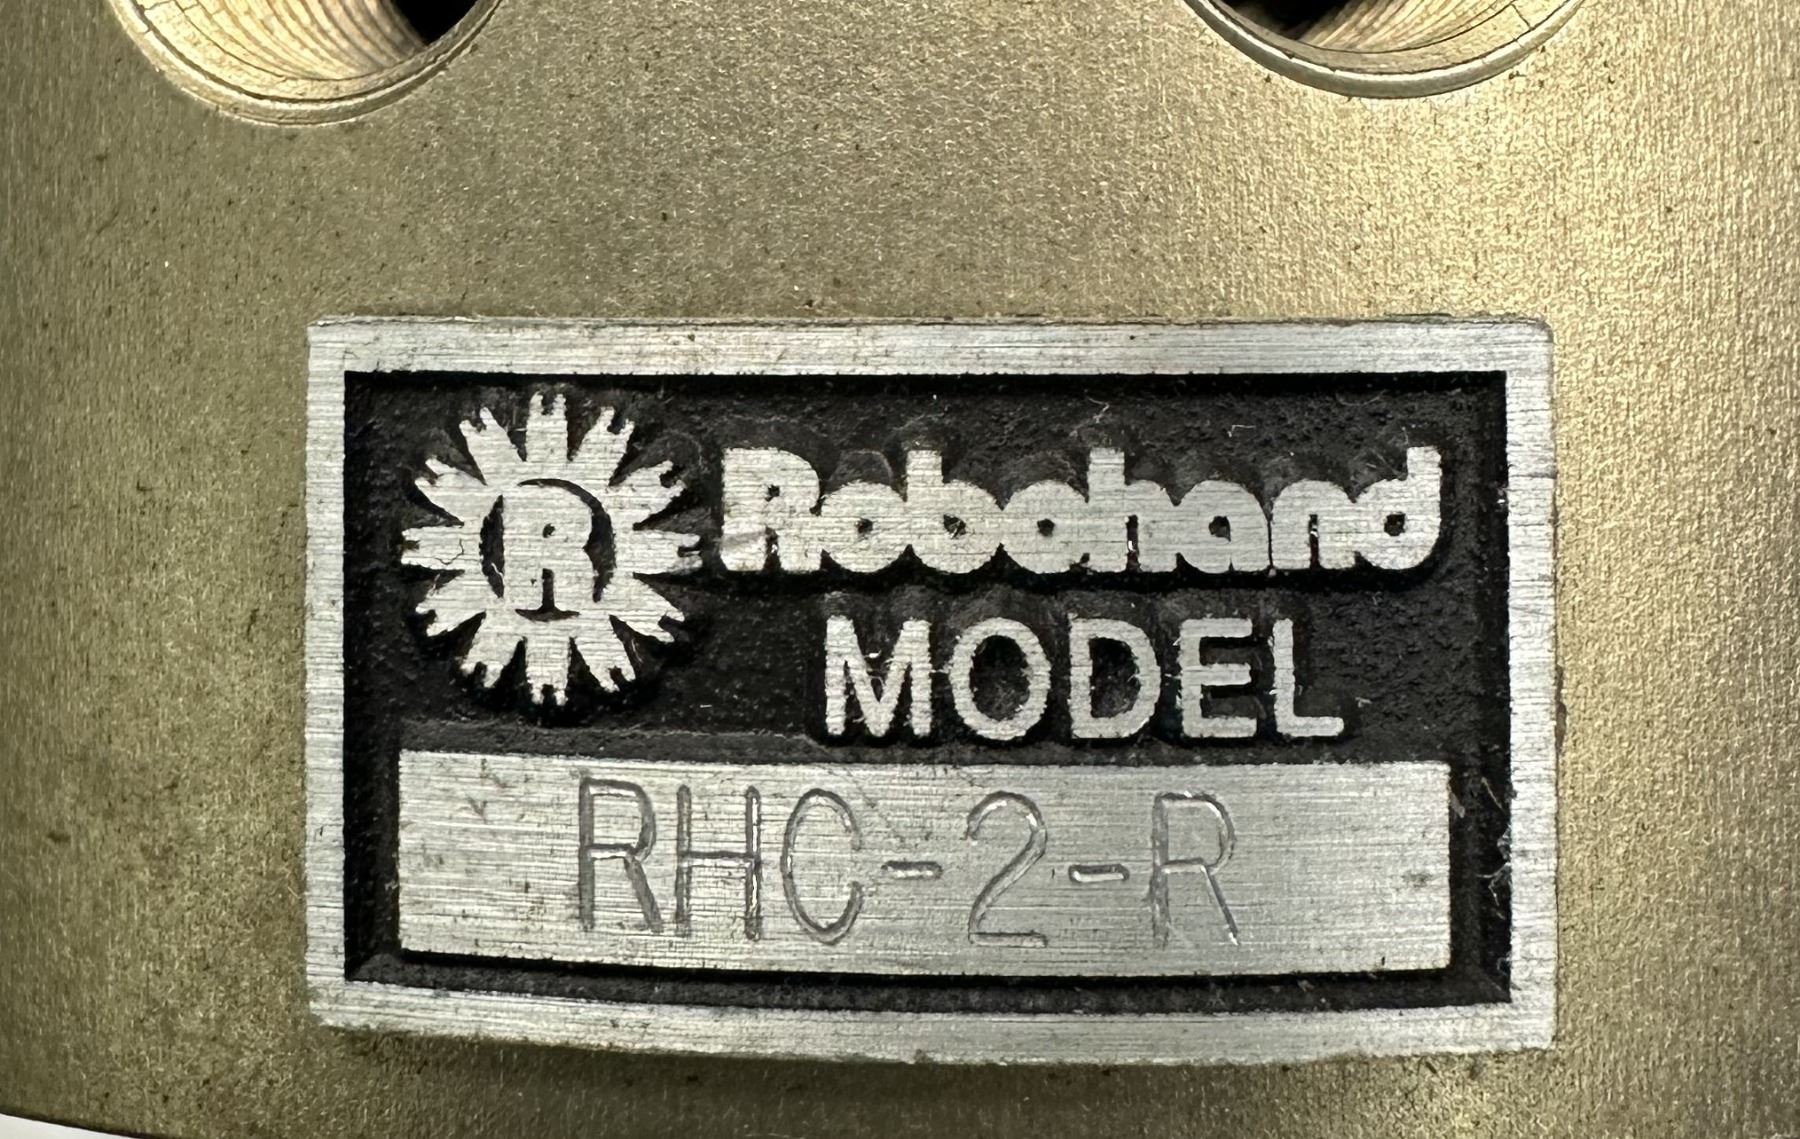 R
Robohand
MODEL
RHC-2-R